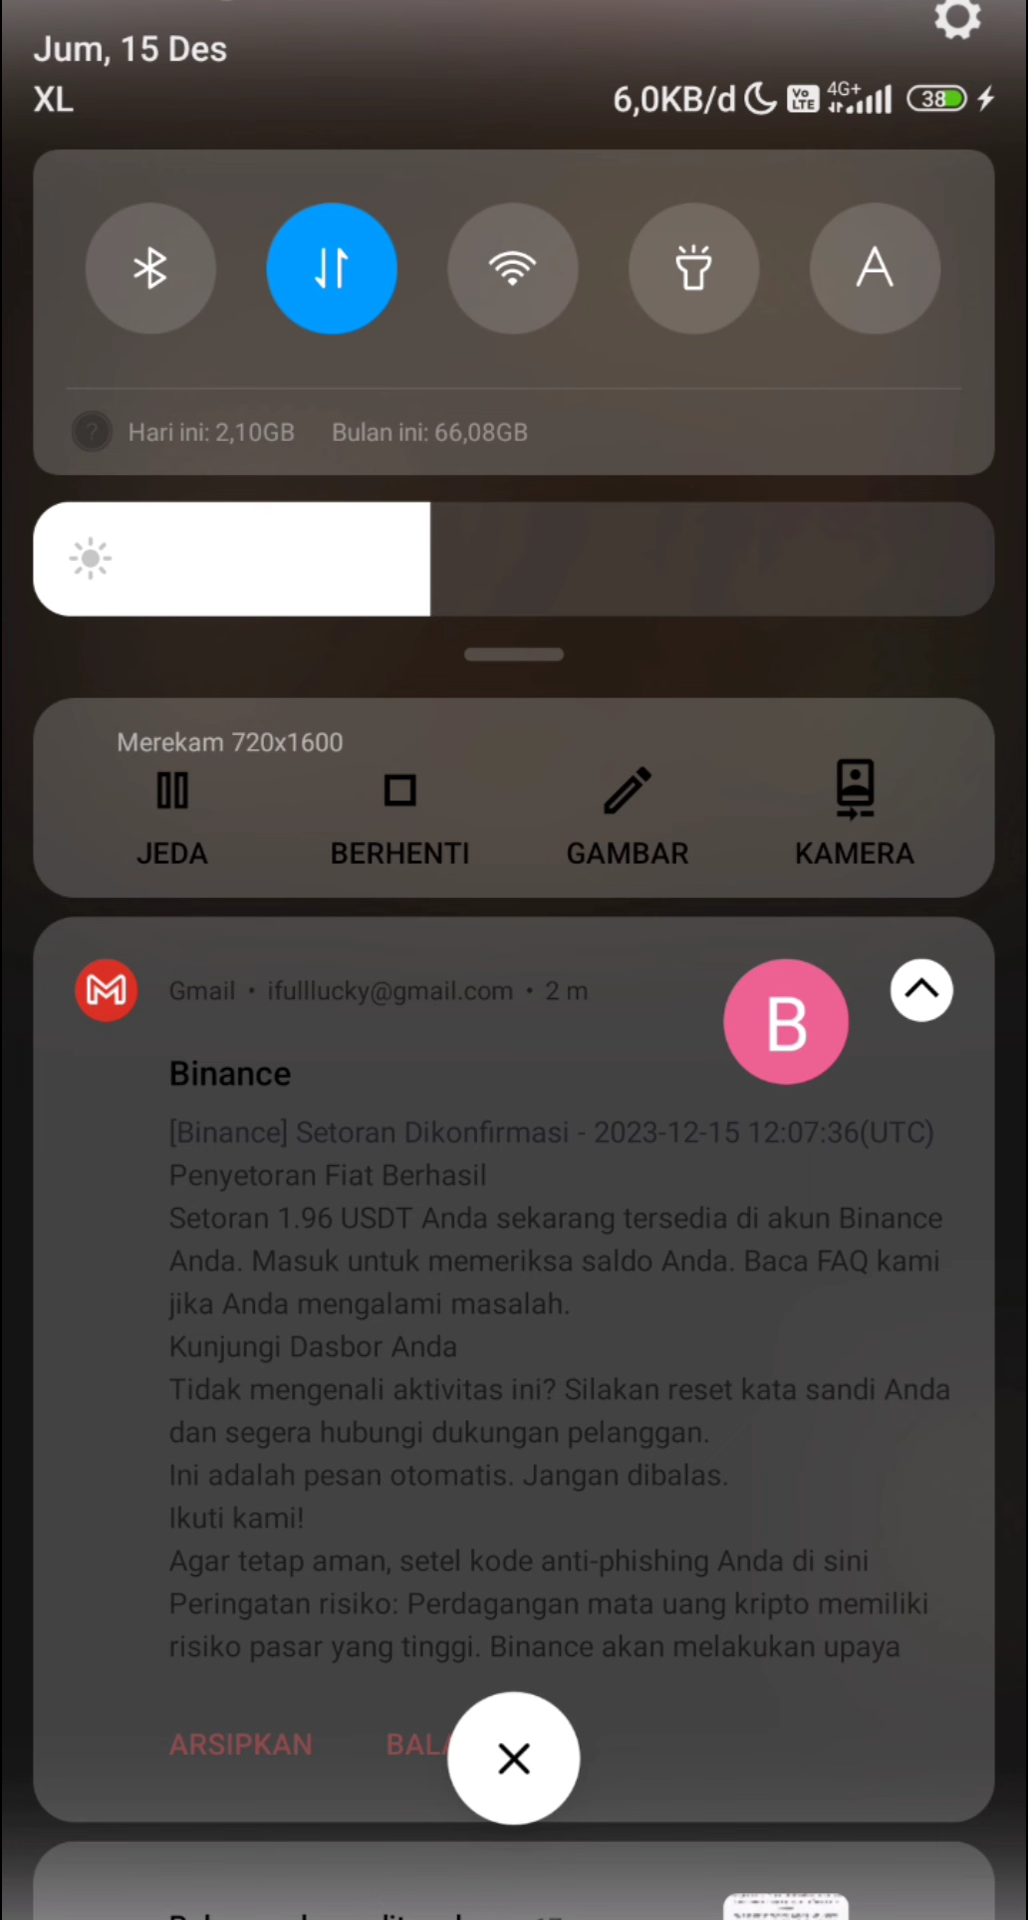 Jum, 15 Des
XL
6,0KB/d Vo LTE 4G+ 38
A
Hari ini: 2,10GB Bulan ini: 66,08GB
Merekam 720x1600
JEDA BERHENTI GAMBAR KAMERA
Gmail • ifulllucky@gmail.com • 2 m
B
Binance
[Binance] Setoran Dikonfirmasi - 2023-12-15 12:07:36(UTC)
Penyetoran Fiat Berhasil
Setoran 1.96 USDT Anda sekarang tersedia di akun Binance
Anda. Masuk untuk memeriksa saldo Anda. Baca FAQ kami
jika Anda mengalami masalah.
Kunjungi Dasbor Anda
Tidak mengenali aktivitas ini? Silakan reset kata sandi Anda
dan segera hubungi dukungan pelanggan.
Ini adalah pesan otomatis. Jangan dibalas.
Ikuti kami!
Agar tetap aman, setel kode anti-phishing Anda di sini
Peringatan risiko: Perdagangan mata uang kripto memiliki
risiko pasar yang tinggi. Binance akan melakukan upaya
ARSIPKAN